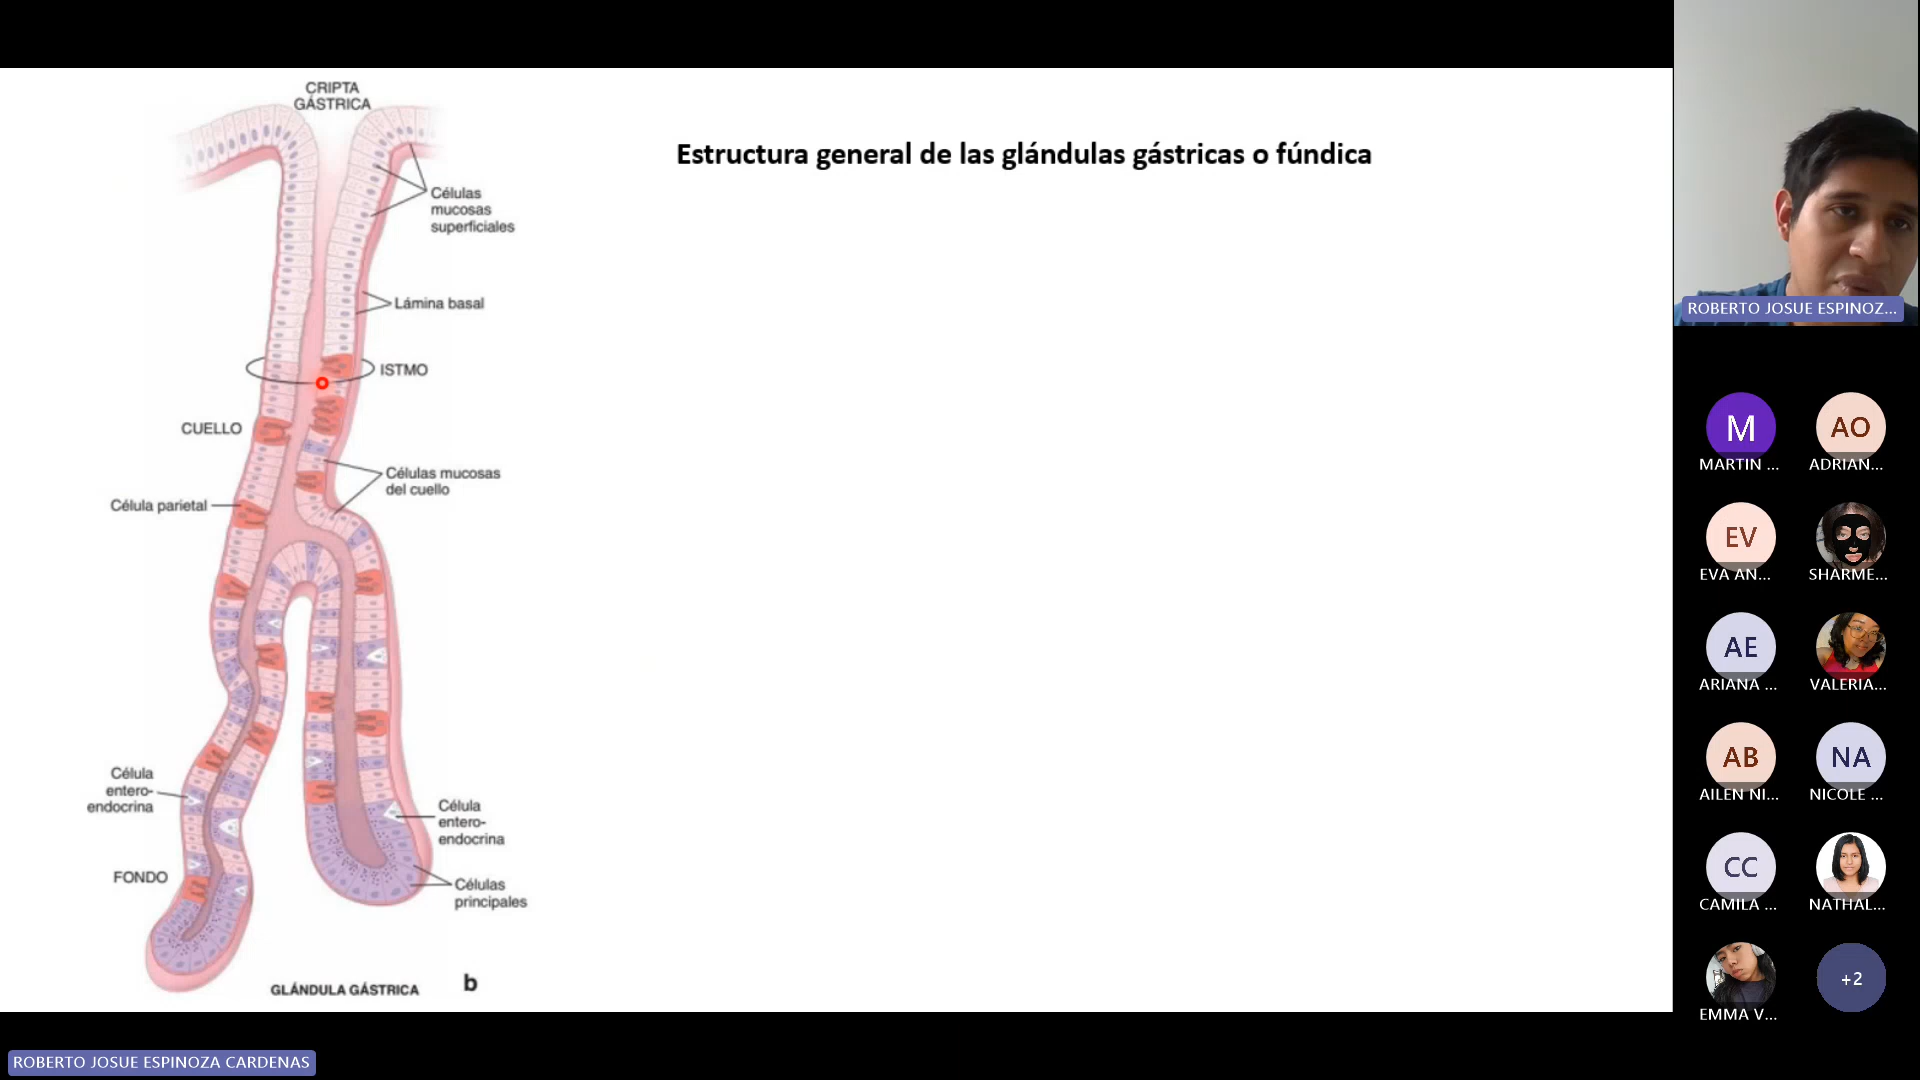 CRIPTA
GÁSTRICA
Estructura general de las glándulas gástricas o fúndica
Células
mucosas
superficiales
Lámina basal
ISTMO
CUELLO
Células mucosas
del cuello
Célula parietal
Célula
entero-
endocrina
Célula
entero-
endocrina
FONDO
Células
principales
GLÁNDULA GÁSTRICA
b
ROBERTO JOSUE ESPINOZ...
M
MARTIN ...
AO
ADRIAN...
EV
EVA AN...
SHARME...
AE
ARIANA ...
VALERIA...
AB
AILEN NI...
NA
NICOLE ...
CC
CAMILA ...
NATHAL...
EMMA V...
+2
ROBERTO JOSUE ESPINOZA CARDENAS